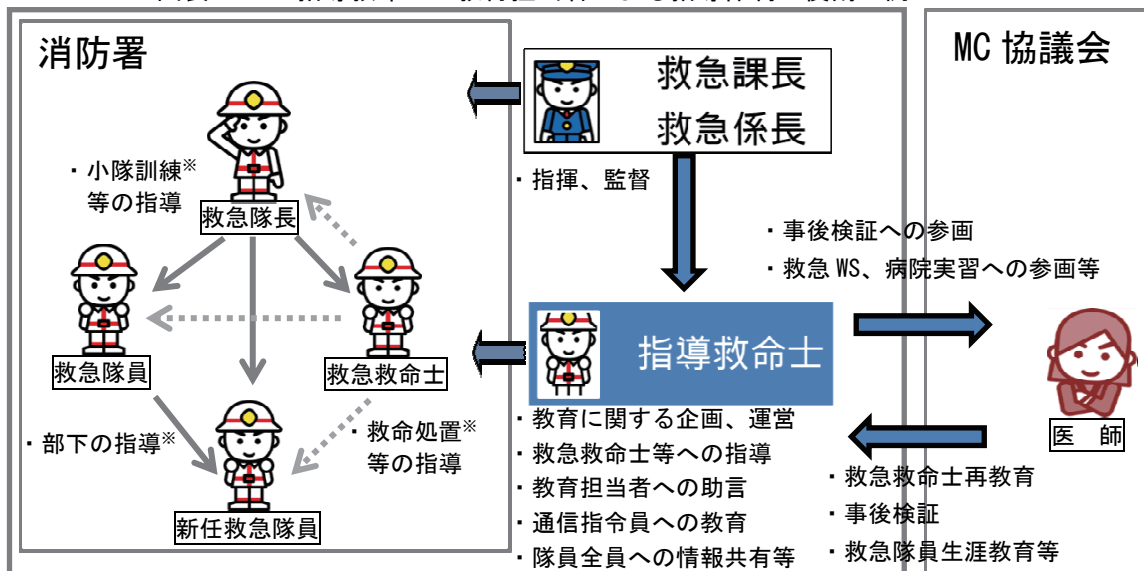 消防署
MC 協議会
救急課長
救急係長
・指揮、監督
・小隊訓練※
等の指導
救急隊長
・事後検証への参画
・救急 WS、病院実習への参画等
指導救命士
救急隊員
救急救命士
医 師
・部下の指導※
・救命処置※
等の指導
新任救急隊員
・教育に関する企画、運営
・救急救命士等への指導
・教育担当者への助言
・通信指令員への教育
・隊員全員への情報共有等
・救急救命士再教育
・事後検証
・救急隊員生涯教育等